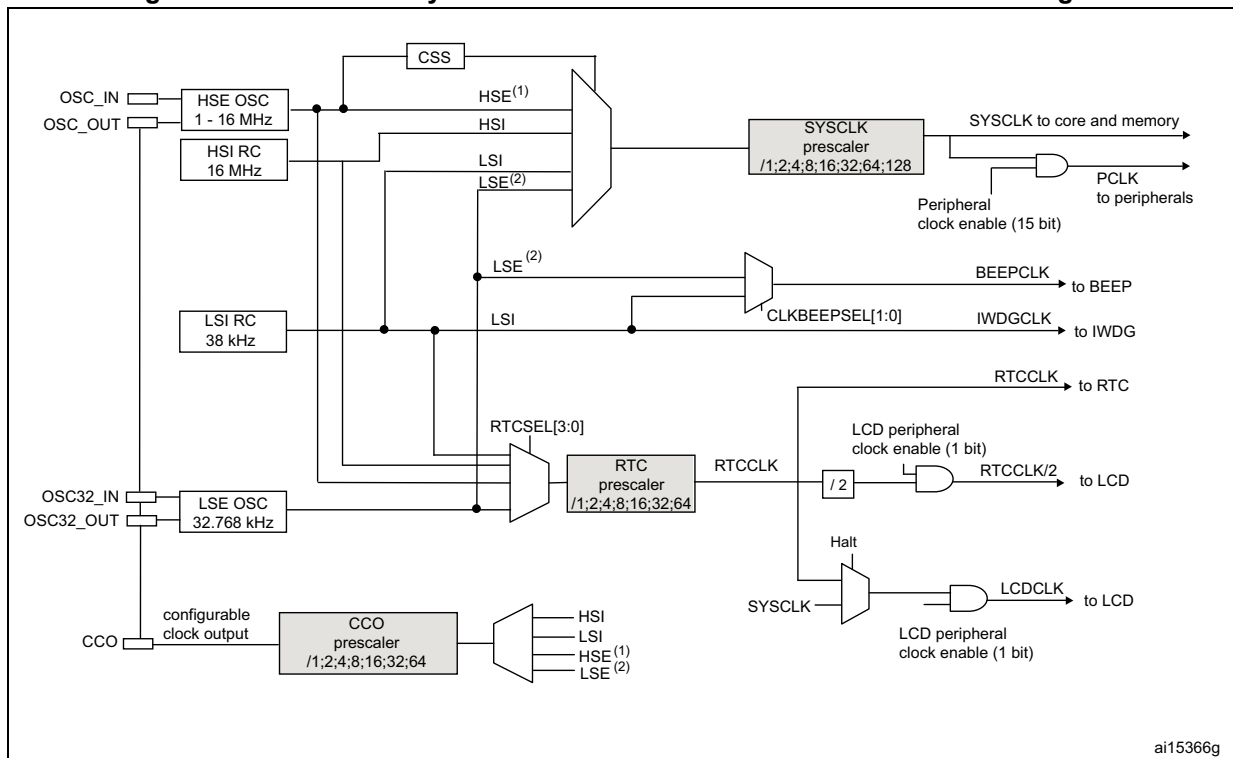 CSS
OSC_IN
HSE OSC
1 - 16 MHz
OSC_OUT
HSE(1)
HSI RC
16 MHz
HSI
LSI
LSE(2)
SYSCLK
prescaler
/1;2;4;8;16;32;64;128
SYSCLK to core and memory
PCLK
to peripherals
Peripheral
clock enable (15 bit)
LSE (2)
BEEPCLK
to BEEP
CLKBEEPSEL[1:0]
LSI RC
38 kHz
LSI
IWDGCLK
to IWDG
RTCCLK
to RTC
RTCSEL[3:0]
LCD peripheral
clock enable (1 bit)
RTC
prescaler
/1;2;4;8;16;32;64
RTCCLK
/ 2
RTCCLK/2
to LCD
OSC32_IN
OSC32_OUT
LSE OSC
32.768 kHz
Halt
SYSCLK
LCDCLK
to LCD
LCD peripheral
clock enable (1 bit)
CCO
configurable
clock output
CCO
prescaler
/1;2;4;8;16;32;64
HSI
LSI
HSE(1)
LSE(2)
ai15366g